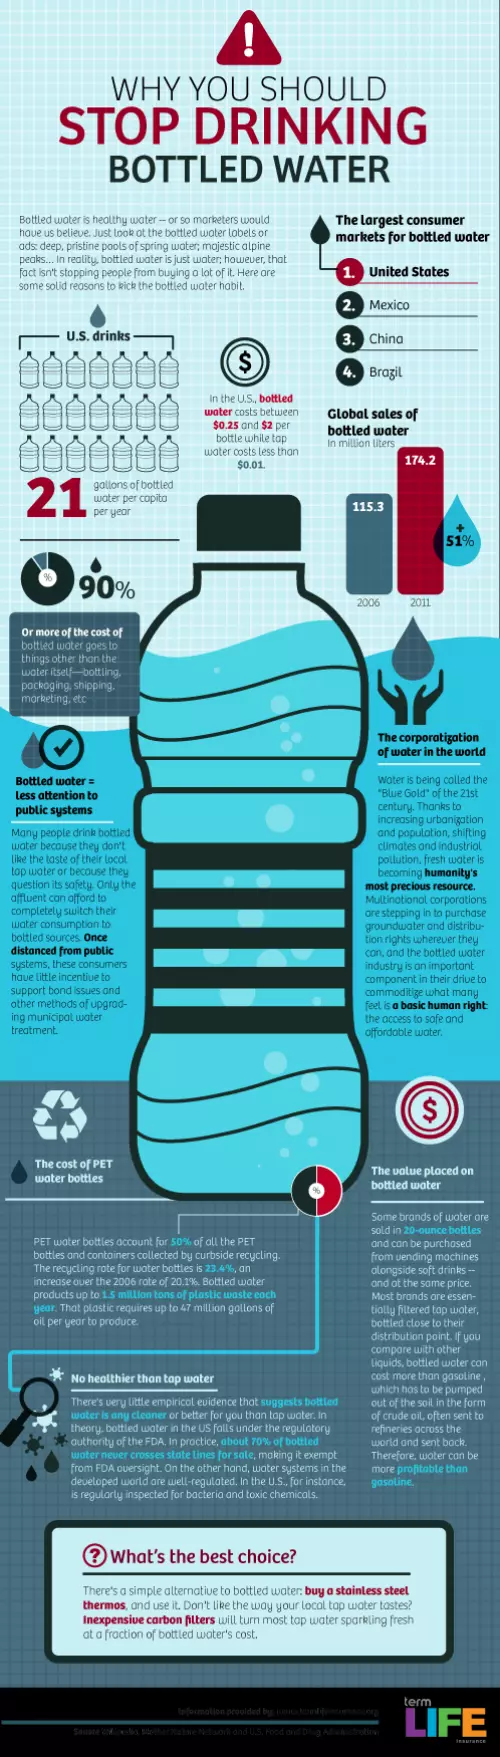 WHY YOU SHOULD
STOP DRINKING
BOTTLED WATER
Bottled water is healthy water – or so marketers would
have us believe. Just look at the bottled water labels or
ads: deep, pristine pools of spring water; majestic alpine
peaks... In reality, bottled water is just water; however, that
fact isn't stopping people from buying a lot of it. Here are
some solid reasons to kick the bottled water habit.
The largest consumer
markets for bottled water
1. United States
2. Mexico
3. China
4. Brazil
U.S. drinks
21
gallons of bottled
water per capita
per year
$
In the U.S., bottled
water costs between
$0.25 and $2 per
bottle while tap
water costs less than
$0.01.
Global sales of
bottled water
In million liters
115.3
174.2
+
51%
2006
2011
%
90%
Or more of the cost of
bottled water goes to
things other than the
water itself—bottling,
packaging, shipping,
marketing, etc
Bottled water =
less attention to
public systems
Many people drink bottled
water because they don't
like the taste of their local
tap water or because they
question its safety. Only the
affluent can afford to
completely switch their
water consumption to
bottled sources. Once
distanced from public
systems, these consumers
have little incentive to
support bond issues and
other methods of upgrad-
ing municipal water
treatment.
The corporatization
of water in the world
Water is being called the
"Blue Gold" of the 21st
century. Thanks to
increasing urbanization
and population, shifting
climates and industrial
pollution, fresh water is
becoming humanity's
most precious resource.
Multinational corporations
are stepping in to purchase
groundwater and distribu-
tion rights wherever they
can, and the bottled water
industry is an important
component in their drive to
commoditize what many
feel is a basic human right:
the access to safe and
affordable water.
The cost of PET
water bottles
%
PET water bottles account for 50% of all the PET
bottles and containers collected by curbside recycling.
The recycling rate for water bottles is 23.4%, an
increase over the 2006 rate of 20.1%. Bottled water
products up to 1.5 million tons of plastic waste each
year. That plastic requires up to 47 million gallons of
oil per year to produce.
$
The value placed on
bottled water
Some brands of water are
sold in 20-ounce bottles
and can be purchased
from vending machines
alongside soft drinks --
and at the same price.
Most brands are essen-
tially filtered tap water,
bottled close to their
distribution point. If you
compare with other
liquids, bottled water can
cost more than gasoline ,
which has to be pumped
out of the soil in the form
of crude oil, often sent to
refineries across the
world and sent back.
Therefore, water can be
more profitable than
gasoline.
No healthier than tap water
There's very little empirical evidence that suggests bottled
water is any cleaner or better for you than tap water. In
theory, bottled water in the US falls under the regulatory
authority of the FDA. In practice, about 70% of bottled
water never crosses state lines for sale, making it exempt
from FDA oversight. On the other hand, water systems in the
developed world are well-regulated. In the U.S., for instance,
is regularly inspected for bacteria and toxic chemicals.
? What's the best choice?
There's a simple alternative to bottled water: buy a stainless steel
thermos, and use it. Don't like the way your local tap water tastes?
Inexpensive carbon filters will turn most tap water sparkling fresh
at a fraction of bottled water's cost.
Information provided by:
Mother Nature Network and U.S. Food and Drug Administration
term
LIFE
insurance